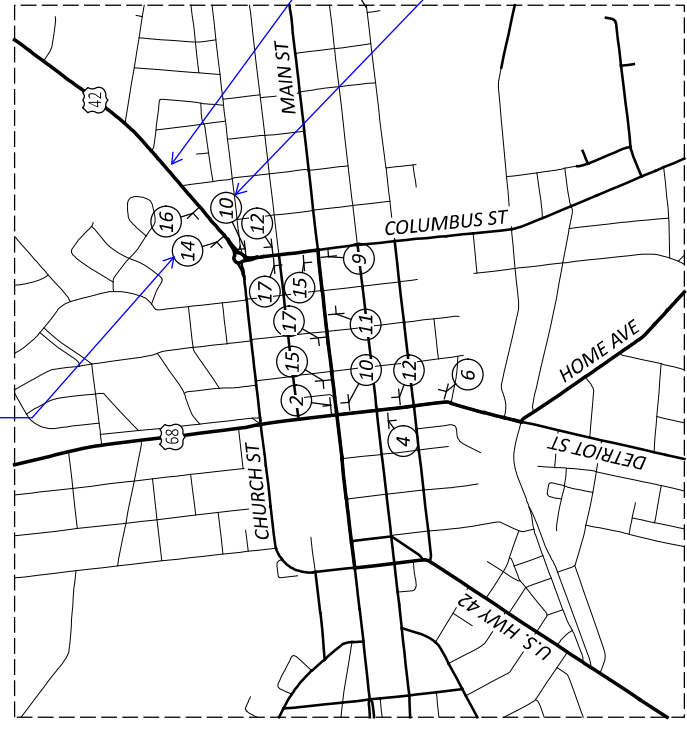 MAIN ST
42
10
16
12
COLUMBUS ST
14
9
17
15
17
11
HOME AVE
15
10
12
6
2
68
4
DETRIOT ST
CHURCH ST
U.S. HWY 42